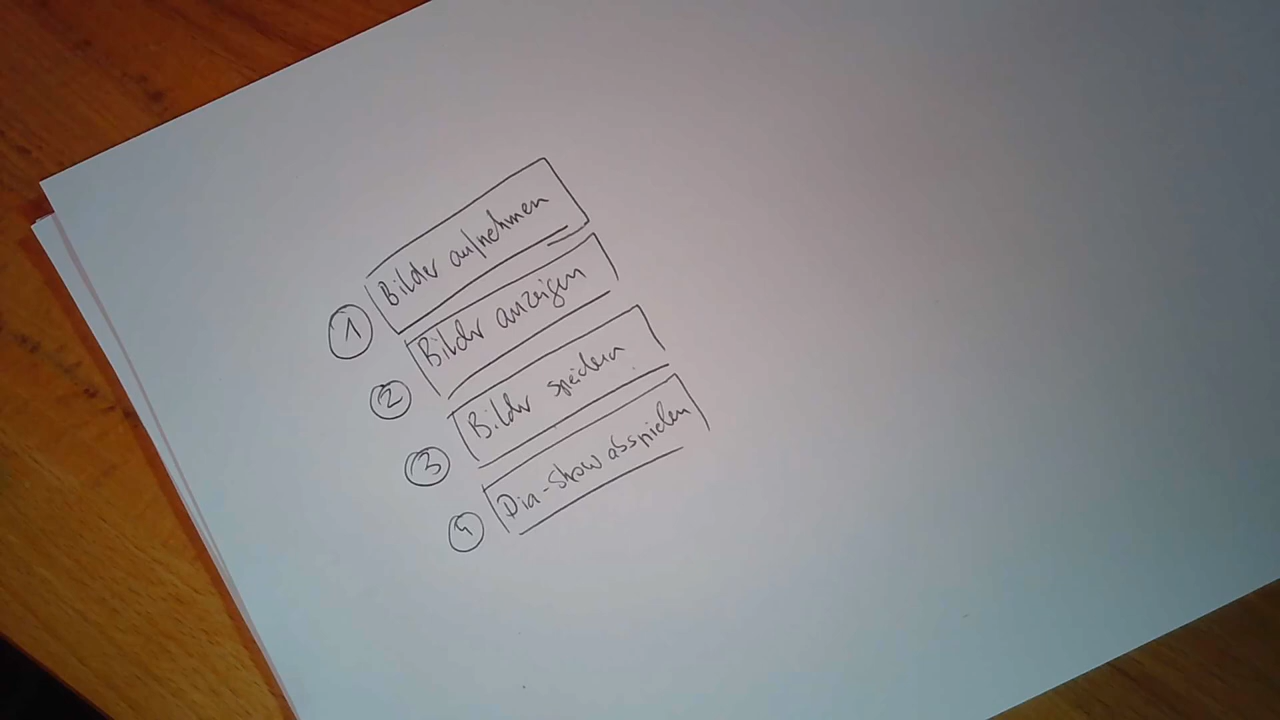 1 Bilder aufnehmen
2 Bilder anzeigen
3 Bilder speichern
4 Dia-Show abspielen